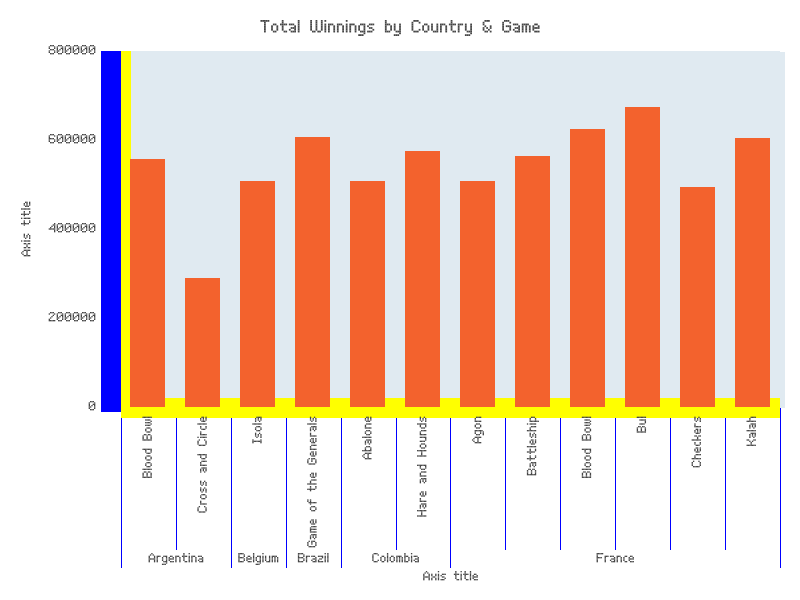 Total Winnings by Country & Game
800000
600000
400000
200000
0
Axis title
Blood Bowl
Cross and Circle
Isola
Game of the Generals
Abalone
Hare and Hounds
Agon
Battleship
Blood Bowl
Bul
Checkers
Kalah
Argentina
Belgium
Brazil
Colombia
France
Axis title